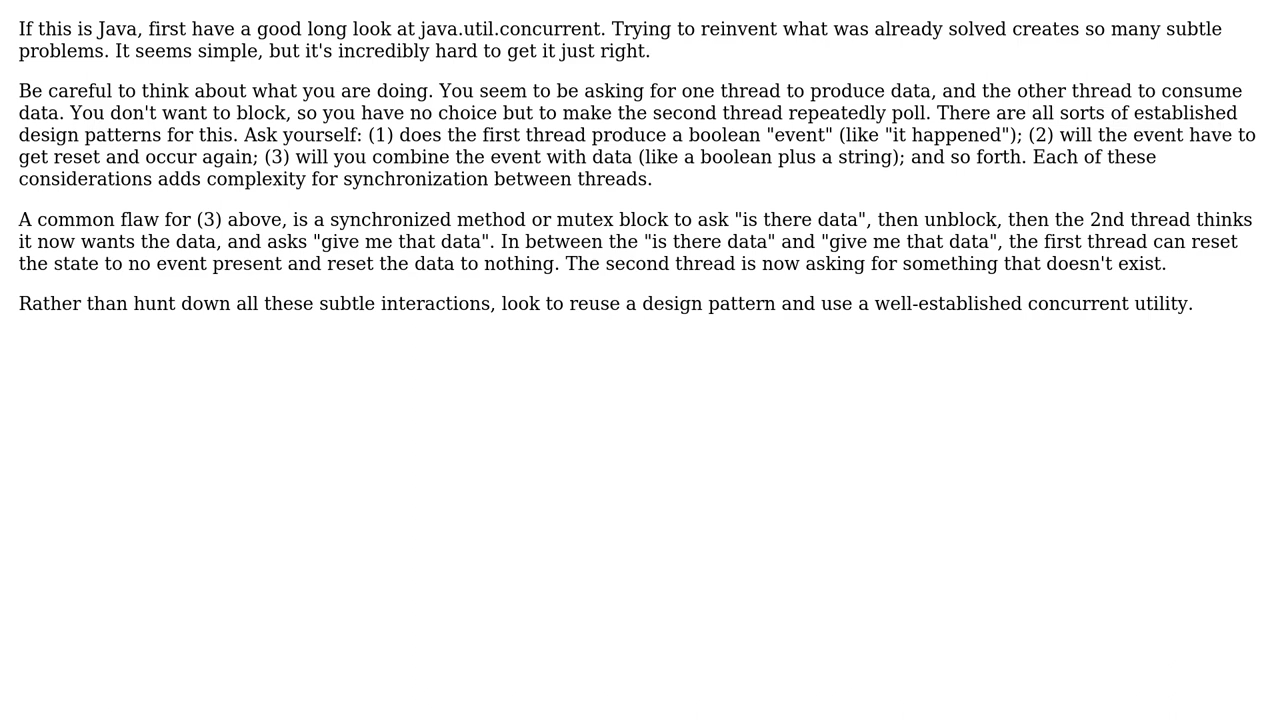 If this is Java, first have a good long look at java.util.concurrent. Trying to reinvent what was already solved creates so many subtle
problems. It seems simple, but it's incredibly hard to get it just right.
Be careful to think about what you are doing. You seem to be asking for one thread to produce data, and the other thread to consume
data. You don't want to block, so you have no choice but to make the second thread repeatedly poll. There are all sorts of established
design patterns for this. Ask yourself: (1) does the first thread produce a boolean "event" (like "it happened"); (2) will the event have to
get reset and occur again; (3) will you combine the event with data (like a boolean plus a string); and so forth. Each of these
considerations adds complexity for synchronization between threads.
A common flaw for (3) above, is a synchronized method or mutex block to ask "is there data", then unblock, then the 2nd thread thinks
it now wants the data, and asks "give me that data". In between the "is there data" and "give me that data", the first thread can reset
the state to no event present and reset the data to nothing. The second thread is now asking for something that doesn't exist.
Rather than hunt down all these subtle interactions, look to reuse a design pattern and use a well-established concurrent utility.